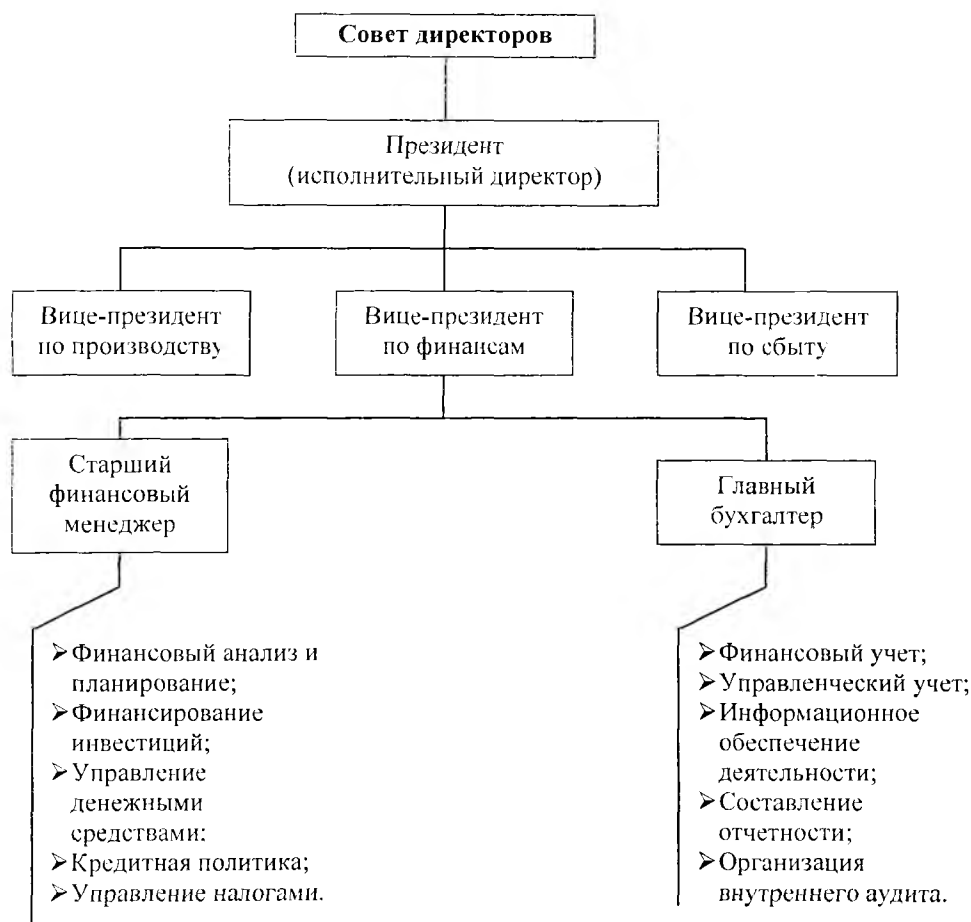 Совет директоров
Президент
(исполнительный директор)
Вице-президент
по производству
Вице-президент
по финансам
Вице-президент
по сбыту
Старший
финансовый
менеджер
Главный
бухгалтер
➤Финансовый анализ и
планирование;
➤Финансирование
инвестиций;
➤Управление
денежными
средствами;
➤Кредитная политика;
➤Управление налогами.
➤Финансовый учет;
➤Управленческий учет;
➤Информационное
обеспечение
деятельности;
➤Составление
отчетности;
➤Организация
внутреннего аудита.